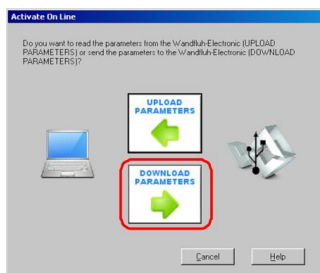 Activate On Line
Do you want to read the parameters from the Wandfluh-Electronic (UPLOAD
PARAMETERS) or send the parameters to the Wandfluh-Electronic (DOWNLOAD
PARAMETERS)?
UPLOAD
PARAMETERS
DOWNLOAD
PARAMETERS
Cancel
Help